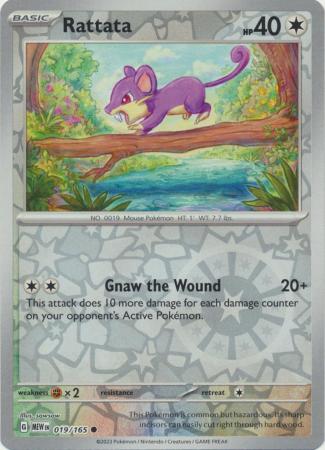 BASIC
Rattata
HP 40
NO. 0019 Mouse Pokémon HT: 1' WT: 7.7 lbs.
Gnaw the Wound 20+
This attack does 10 more damage for each damage counter
on your opponent's Active Pokémon.
weakness ×2 resistance retreat
Illus. sowsow
G MEW EN 019/165
This Pokémon is common but hazardous. Its sharp
incisors can easily cut right through hard wood.
©2023 Pokémon / Nintendo / Creatures / GAME FREAK